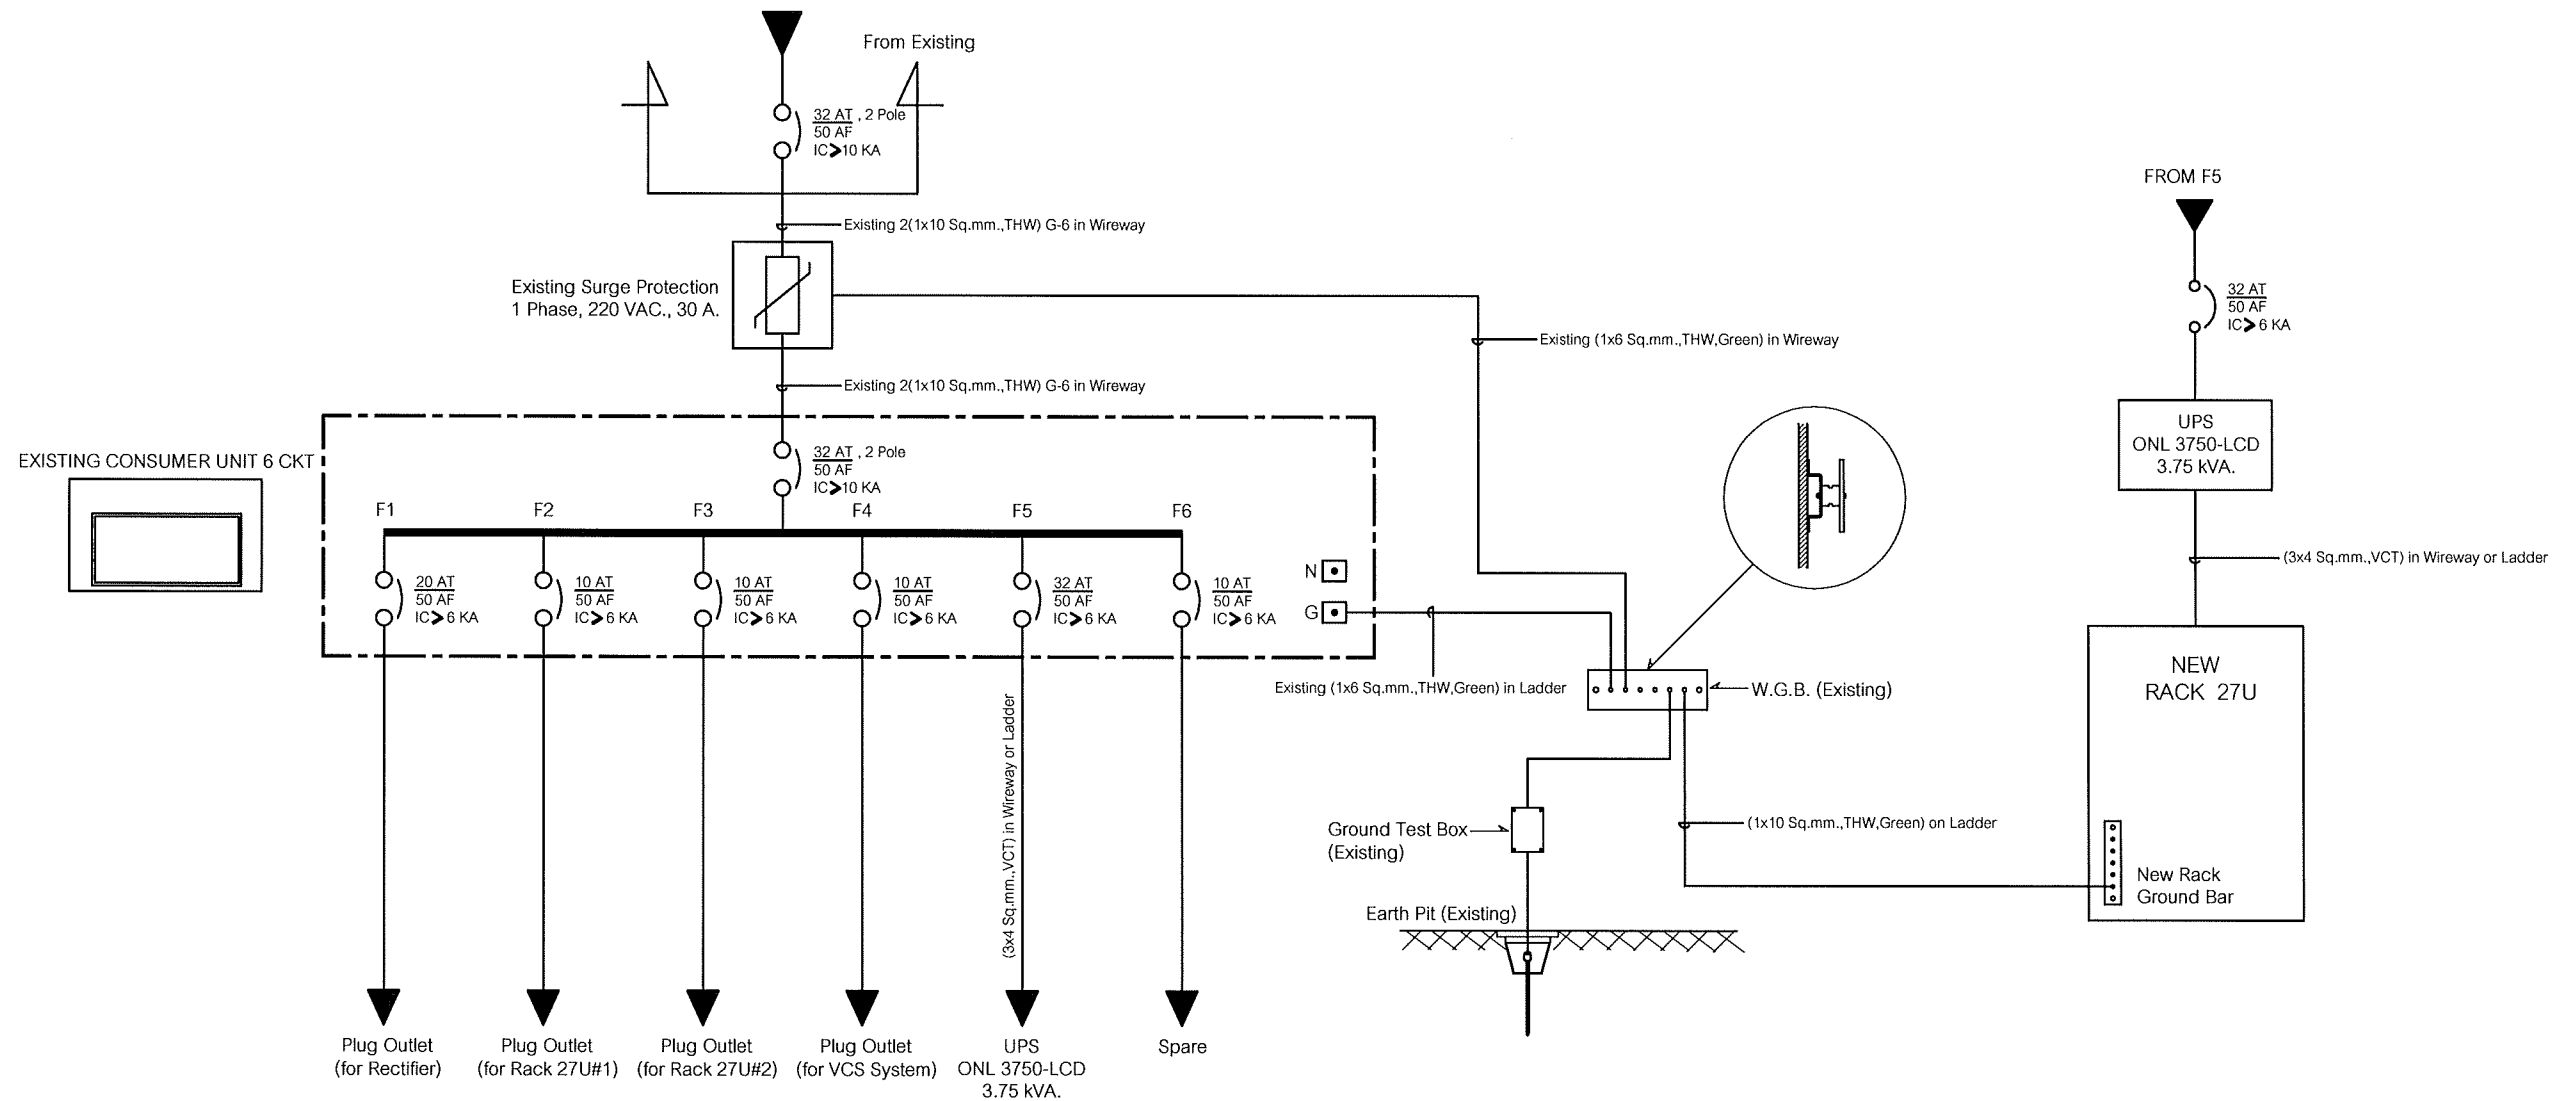 From Existing
32 AT , 2 Pole
50 AF
IC>10 KA
Existing 2(1x10 Sq.mm.,THW) G-6 in Wireway
Existing Surge Protection
1 Phase, 220 VAC., 30 A.
Existing 2(1x10 Sq.mm.,THW) G-6 in Wireway
EXISTING CONSUMER UNIT 6 CKT
32 AT , 2 Pole
50 AF
IC>10 KA
F1
F2
F3
F4
F5
F6
20 AT
50 AF
IC>6 KA
10 AT
50 AF
IC>6 KA
10 AT
50 AF
IC>6 KA
10 AT
50 AF
IC>6 KA
32 AT
50 AF
IC>6 KA
10 AT
50 AF
IC>6 KA
N
G
(3x4 Sq.mm.,VCT) in Wireway or Ladder
Plug Outlet
(for Rectifier)
Plug Outlet
(for Rack 27U#1)
Plug Outlet
(for Rack 27U#2)
Plug Outlet
(for VCS System)
UPS
ONL 3750-LCD
3.75 kVA.
Spare
Existing (1x6 Sq.mm.,THW,Green) in Wireway
Existing (1x6 Sq.mm.,THW,Green) in Ladder
W.G.B. (Existing)
Ground Test Box
(Existing)
(1x10 Sq.mm.,THW,Green) on Ladder
Earth Pit (Existing)
FROM F5
32 AT
50 AF
IC>6 KA
UPS
ONL 3750-LCD
3.75 kVA.
(3x4 Sq.mm.,VCT) in Wireway or Ladder
NEW
RACK 27U
New Rack
Ground Bar